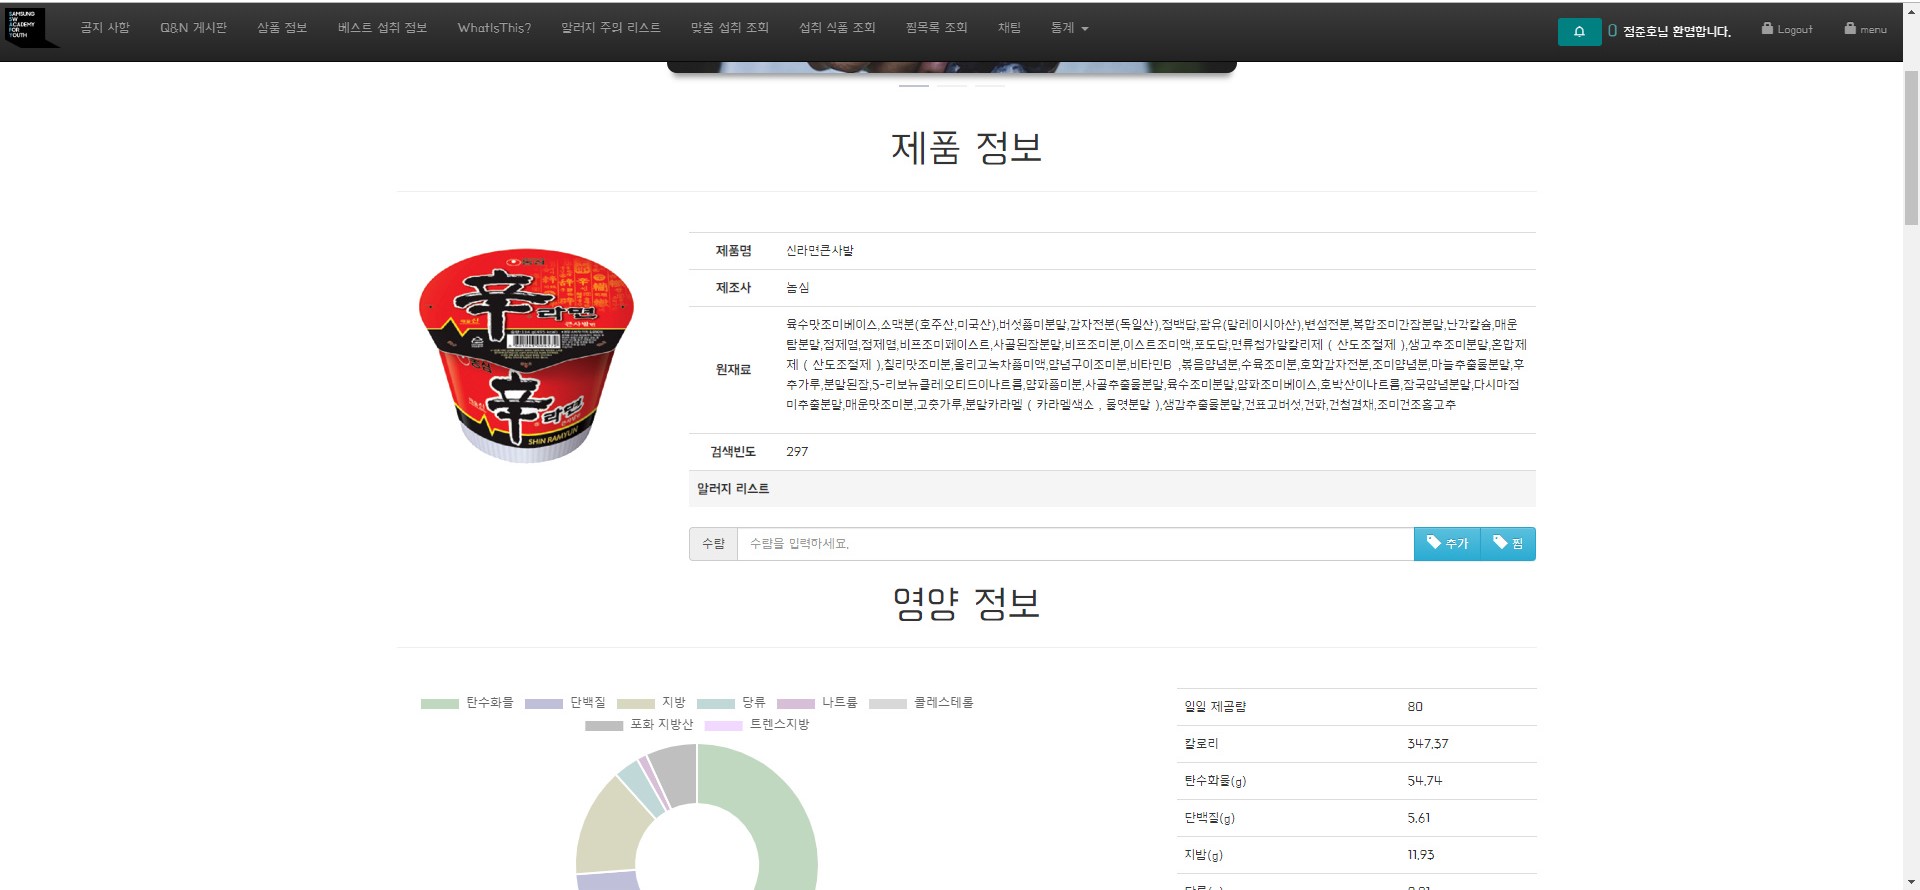 SAMSUNG
SW
ACADEMY
FOR
YOUTH
공지 사항 Q&N 게시판 상품 정보 베스트 섭취 정보 WhatIsThis? 알러지 주의 리스트 맞춤 섭취 조회 섭취 식품 조회 찜목록 조회 채팅 통계
0 정준호님 환영합니다. Logout menu
제품 정보
제품명 신라면큰사발
제조사 농심
원재료
육수맛조미베이스,소맥분(호주산,미국산),버섯풍미분말,감자전분(독일산),정백당,팜유(말레이시아산),변성전분,복합조미간장분말,난각칼슘,매운
탕분말,정제염,정제염,비프조미페이스트,사골된장분말,비프조미분,이스트조미액,포도당,면류첨가알칼리제 ( 산도조절제 ),생고추조미분말,혼합제
제 ( 산도조절제 ),칠리맛조미분,올리고녹차풍미액,양념구이조미분,비타민B ,볶음양념분,수육조미분,호화감자전분,조미양념분,마늘추출물분말,후
추가루,분말된장,5-리보뉴클레오티드이나트륨,양파풍미분,사골추출물분말,육수조미분말,양파조미베이스,호박산이나트륨,장국양념분말,다시마정
미추출분말,매운맛조미분,고춧가루,분말카라멜 ( 카라멜색소 , 물엿분말 ),생강추출물분말,건표고버섯,건파,건청경채,조미건조홍고추
검색빈도 297
알러지 리스트
辛라면
큰사발면
辛라면
SHIN RAMYUN
수량 수량을 입력하세요. 추가 찜
영양 정보
탄수화물 단백질 지방 당류 나트륨 콜레스테롤
포화 지방산 트랜스지방
일일 제공량 80
칼로리 347.37
탄수화물(g) 54.74
단백질(g) 5.61
지방(g) 11.93